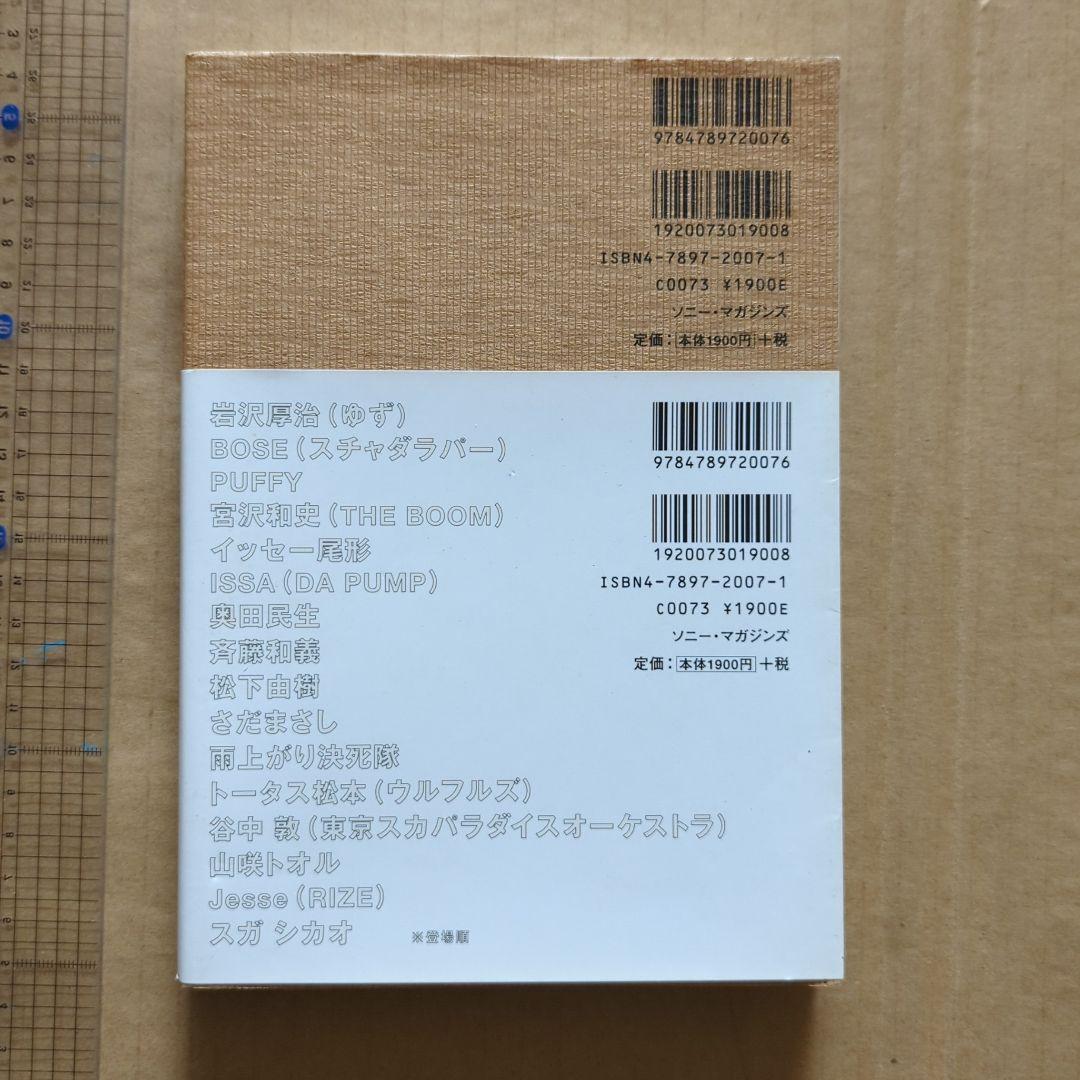 9784789720076
1920073019008
ISBN4-7897-2007-1
C0073 ¥1900E
ソニー・マガジンズ
定価：本体1900円＋税
岩沢厚治（ゆず）
BOSE（スチャダラパー）
PUFFY
宮沢和史（THE BOOM）
イッセー尾形
ISSA（DA PUMP）
奥田民生
斉藤和義
松下由樹
さだまさし
雨上がり決死隊
トータス松本（ウルフルズ）
谷中 敦（東京スカパラダイスオーケストラ）
山咲トオル
Jesse（RIZE）
スガ シカオ
※登場順
9784789720076
1920073019008
ISBN4-7897-2007-1
C0073 ¥1900E
ソニー・マガジンズ
定価：本体1900円＋税